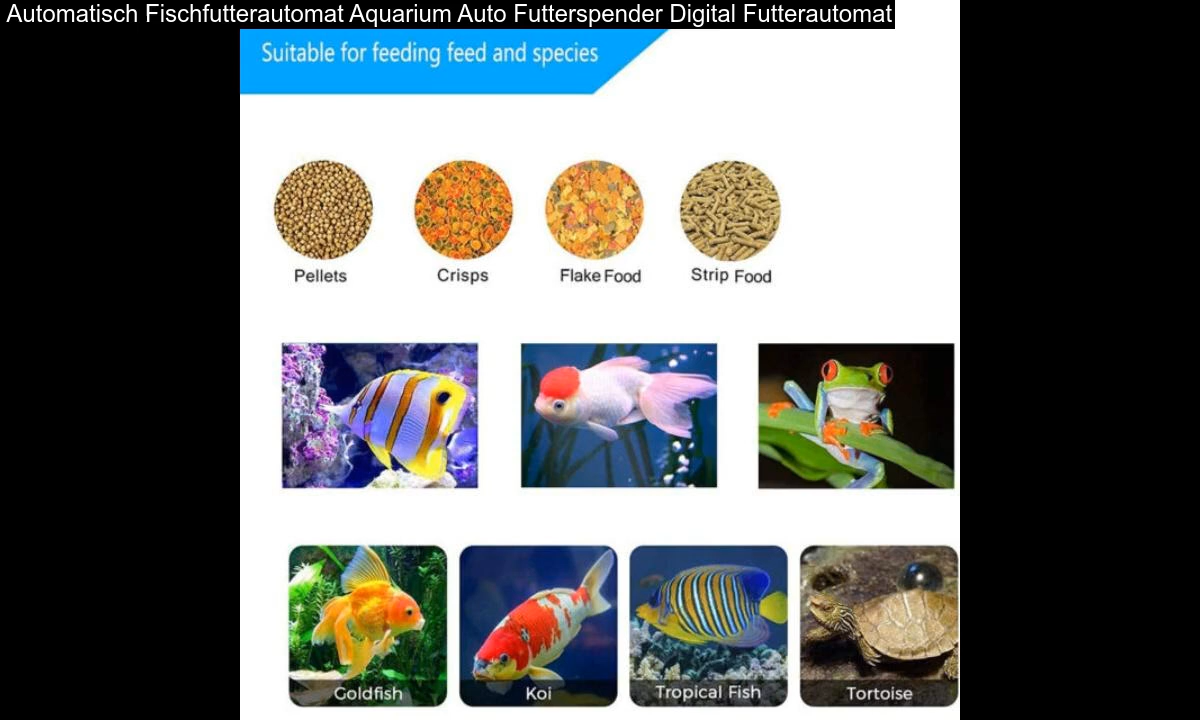 Automatisch Fischfutterautomat Aquarium Auto Futterspender Digital Futterautomat
Suitable for feeding feed and species
Pellets Crisps Flake Food Strip Food
Goldfish Koi Tropical Fish Tortoise